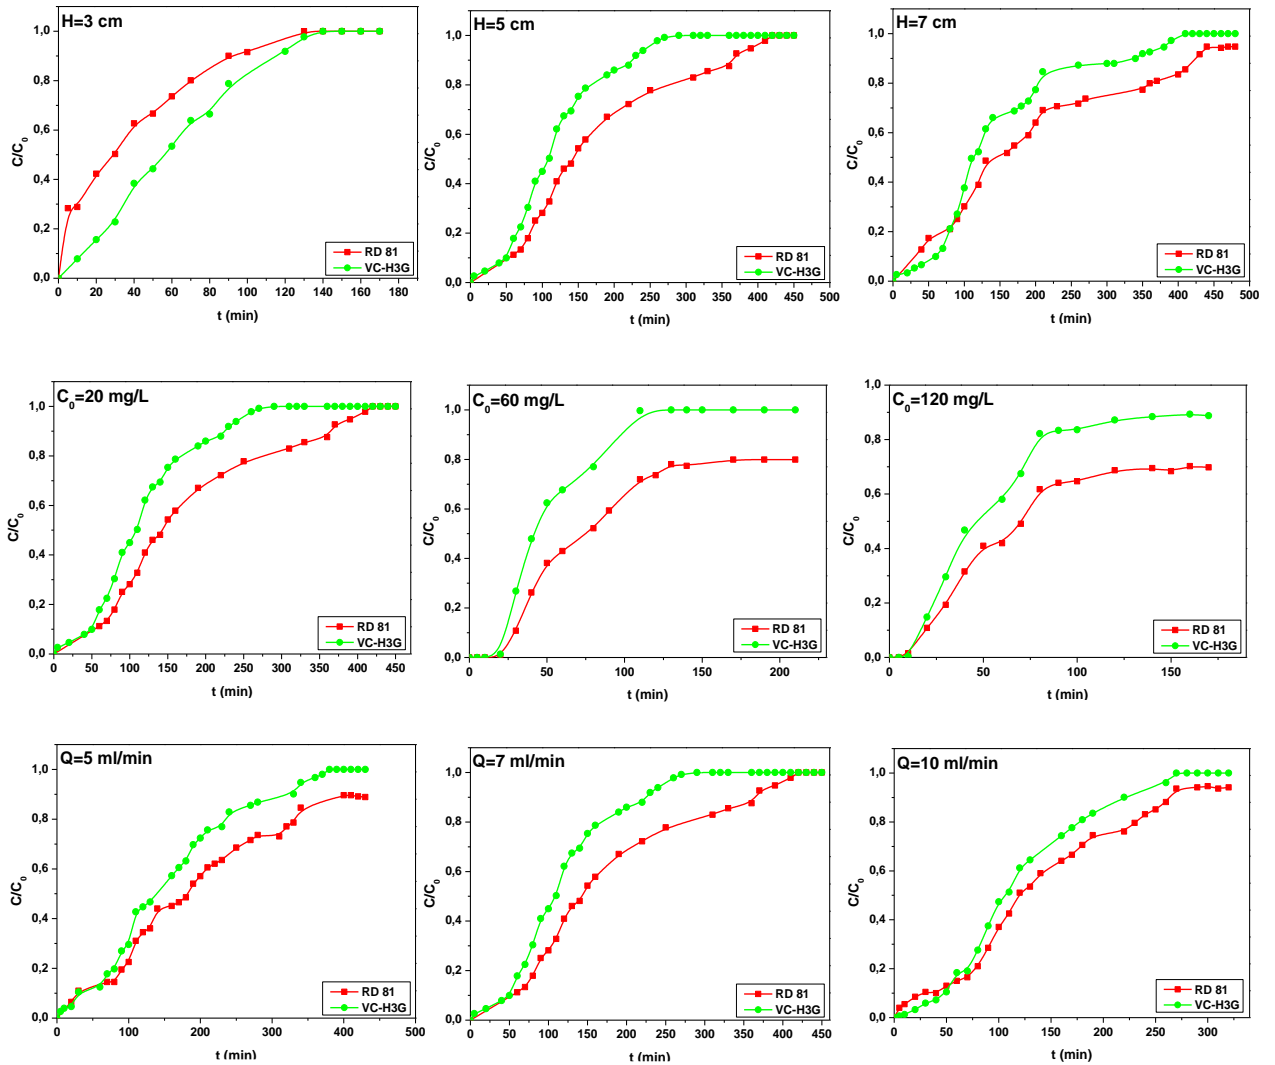 H=3 cm
1,0
0,8
0,6
0,4
0,2
0,0
C/C0
0 20 40 60 80 100 120 140 160 180
t (min)
RD 81
VC-H3G
H=5 cm
1,0
0,8
0,6
0,4
0,2
0,0
C/C0
0 50 100 150 200 250 300 350 400 450 500
t (min)
RD 81
VC-H3G
H=7 cm
1,0
0,8
0,6
0,4
0,2
0,0
C/C0
0 50 100 150 200 250 300 350 400 450 500
t (min)
RD 81
VC-H3G
C0=20 mg/L
1,0
0,8
0,6
0,4
0,2
0,0
C/C0
0 50 100 150 200 250 300 350 400 450
t (min)
RD 81
VC-H3G
C0=60 mg/L
1,0
0,8
0,6
0,4
0,2
0,0
C/C0
0 50 100 150 200
t (min)
RD 81
VC-H3G
C0=120 mg/L
1,0
0,8
0,6
0,4
0,2
0,0
C/C0
0 50 100 150
t (min)
RD 81
VC-H3G
Q=5 ml/min
1,0
0,8
0,6
0,4
0,2
0,0
C/C0
0 100 200 300 400 500
t (min)
RD 81
VC-H3G
Q=7 ml/min
1,0
0,8
0,6
0,4
0,2
0,0
C/C0
0 50 100 150 200 250 300 350 400 450
t (min)
RD 81
VC-H3G
Q=10 ml/min
1,0
0,8
0,6
0,4
0,2
0,0
C/C0
0 50 100 150 200 250 300
t (min)
RD 81
VC-H3G